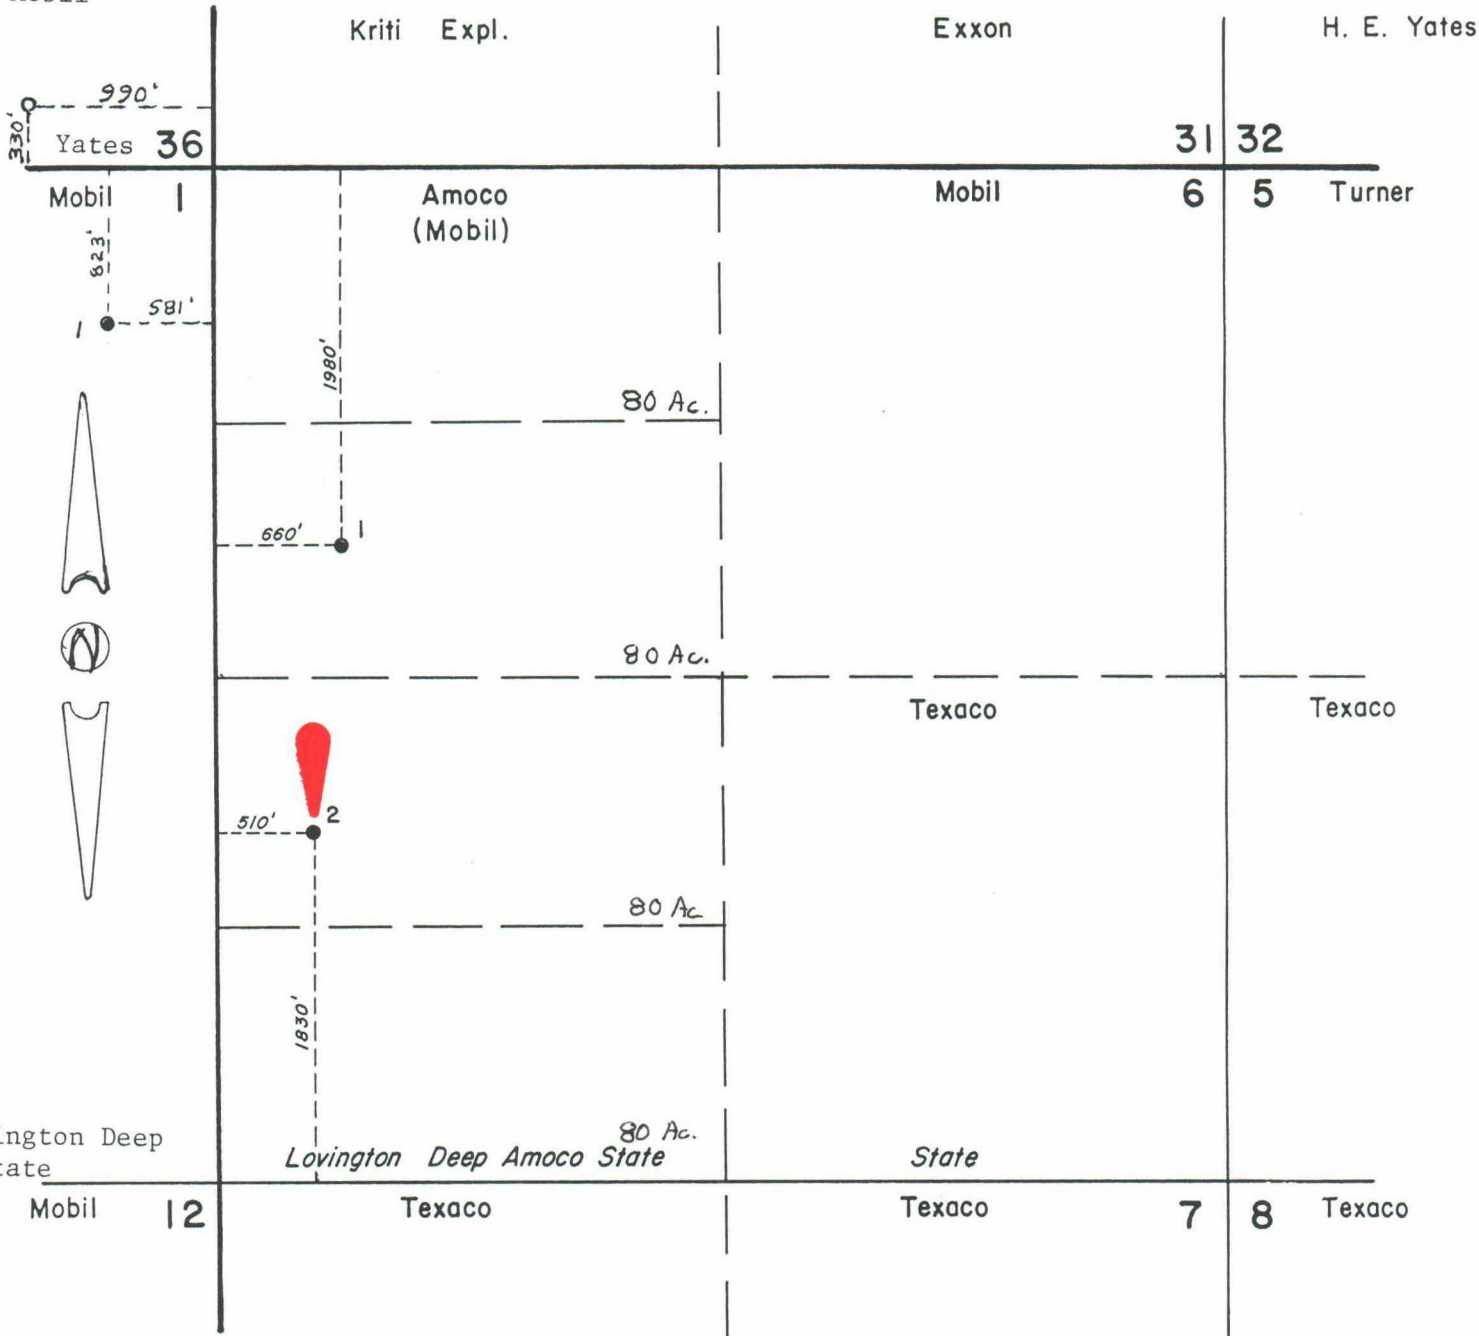 Kriti Expl.
Exxon
H. E. Yates
990'
330'
Yates 36
31 32
Mobil 1
Amoco
(Mobil)
Mobil 6
5 Turner
823'
581'
1
1980'
80 Ac.
660'
1
N
80 Ac.
Texaco
Texaco
2
510'
80 Ac
1830'
80 Ac.
ington Deep
tate
Lovington Deep Amoco State
State
Mobil 12
Texaco
Texaco 7
8 Texaco